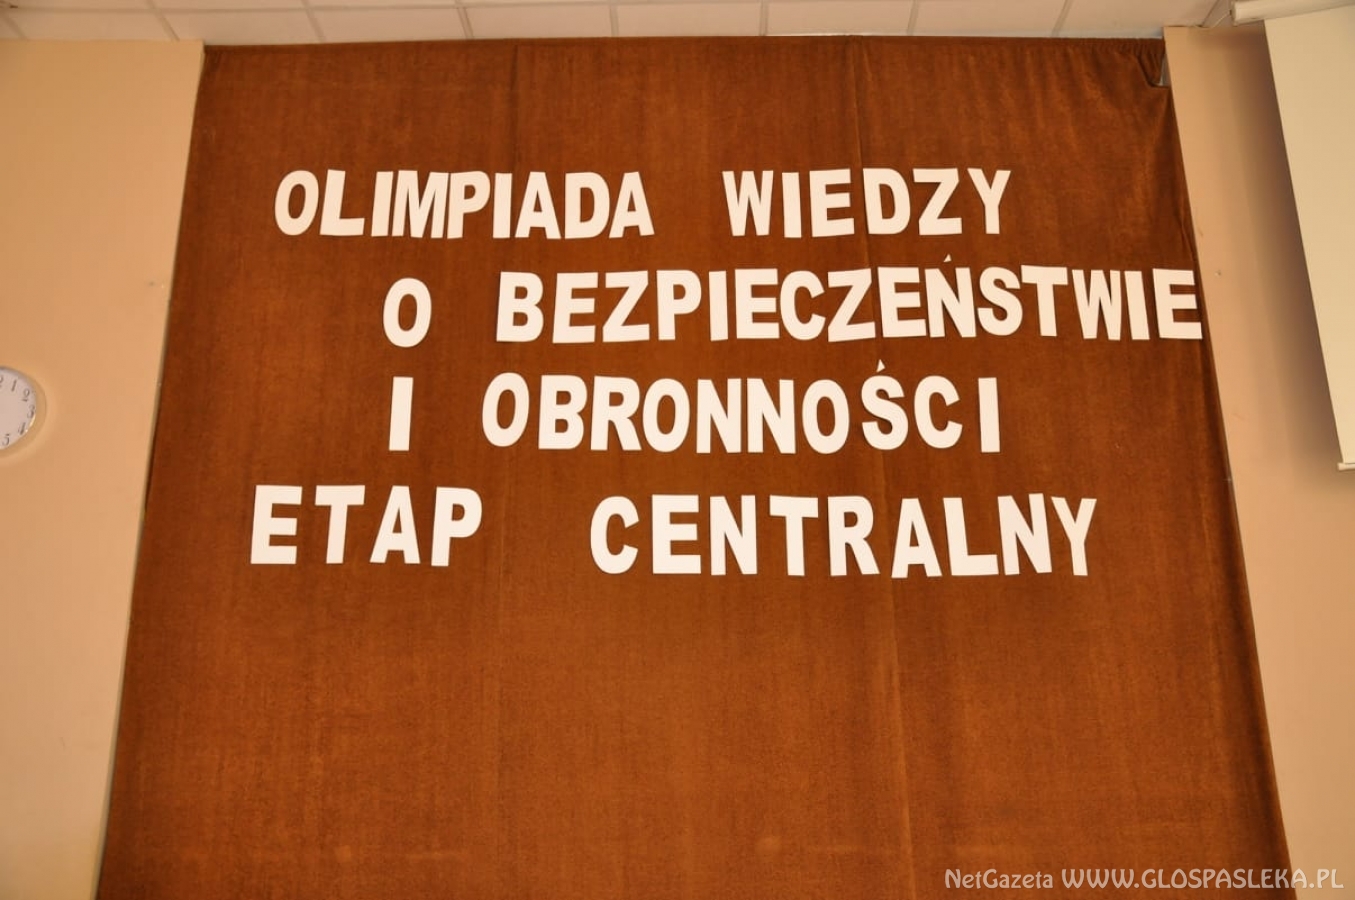 OLIMPIADA WIEDZY
O BEZPIECZEŃSTWIE
I OBRONNOŚCI
ETAP CENTRALNY
NetGazeta WWW.GLOSPASLEKA.PL